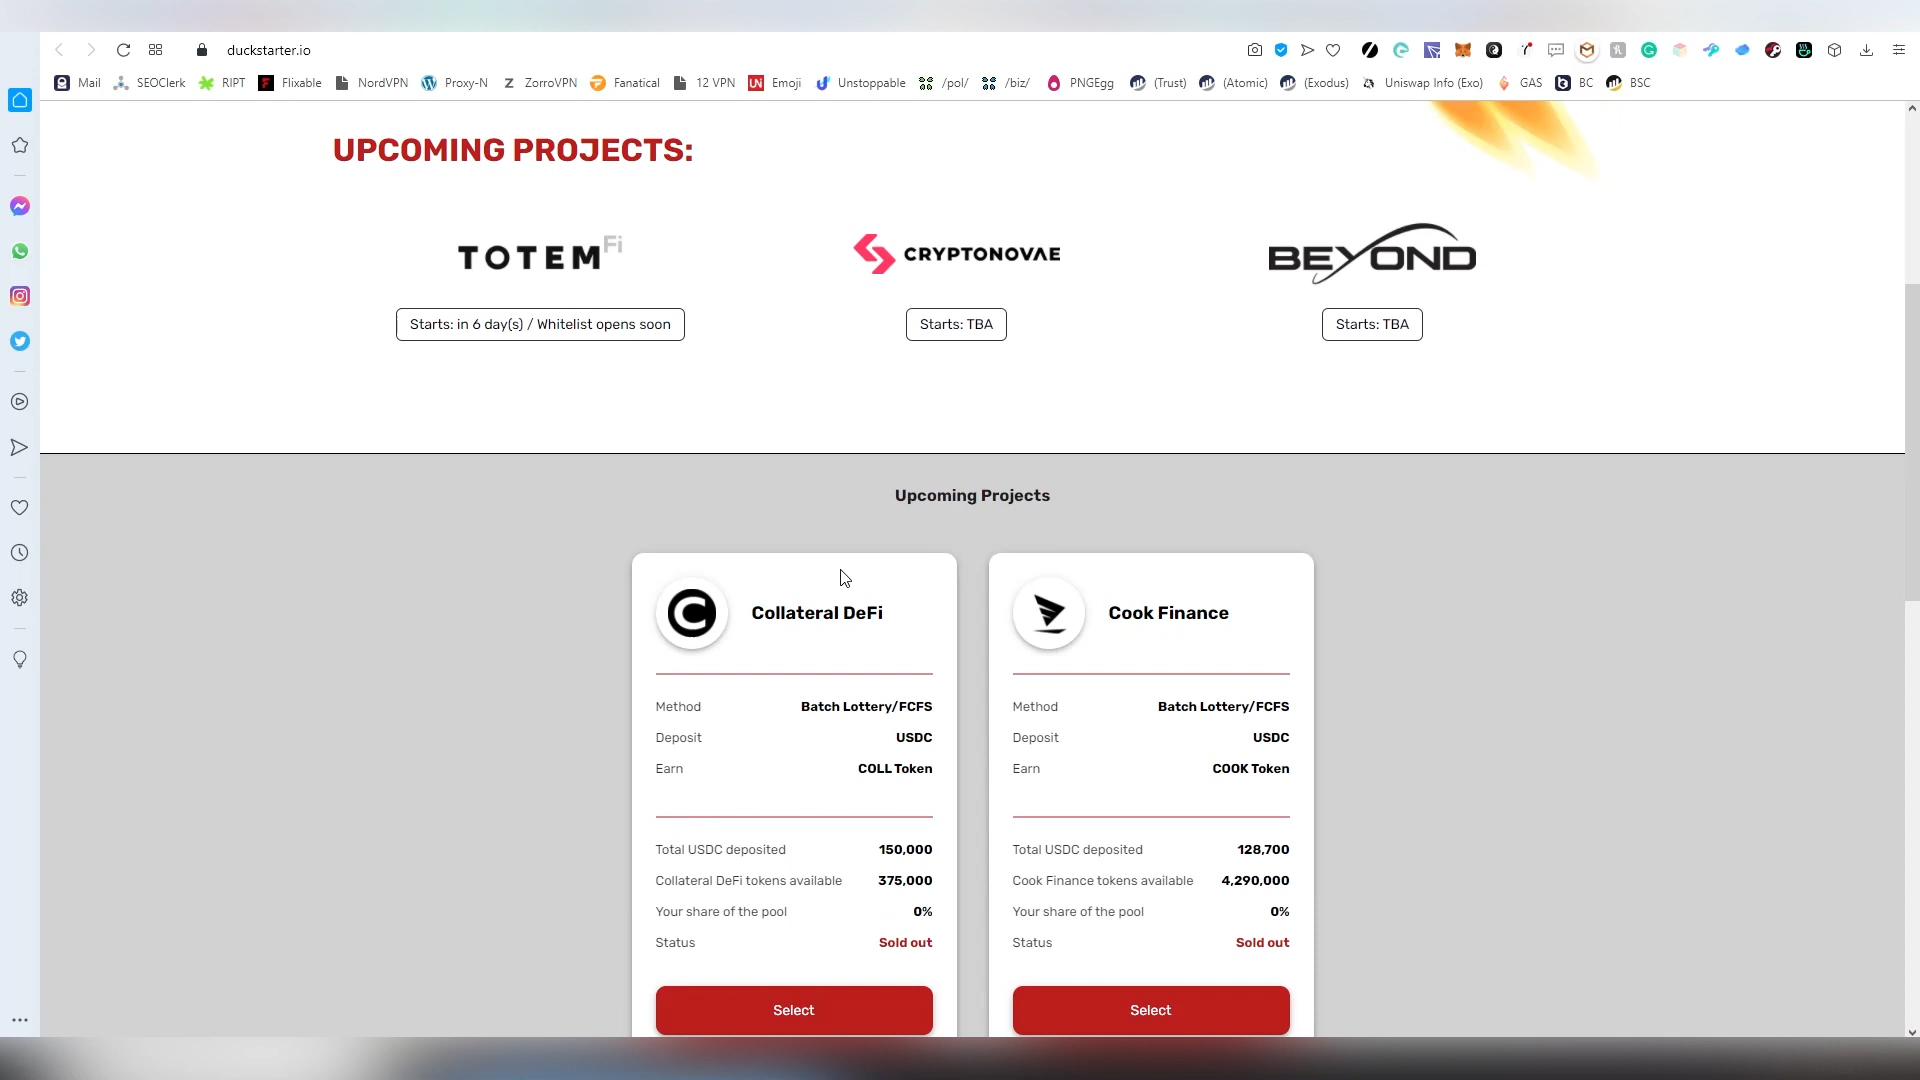 duckstarter.io
Mail SEOClerk RIPT Flixable NordVPN Proxy-N ZorroVPN Fanatical 12 VPN Emoji Unstoppable /pol/ /biz/ PNGEgg (Trust) (Atomic) (Exodus) Uniswap Info (Exo) GAS BC BSC
UPCOMING PROJECTS:
TOTEM Fi CRYPTONOVAE BEYOND
Starts: in 6 day(s) / Whitelist opens soon Starts: TBA Starts: TBA
Upcoming Projects
Collateral DeFi Cook Finance
Method Batch Lottery/FCFS Method Batch Lottery/FCFS
Deposit USDC Deposit USDC
Earn COLL Token Earn COOK Token
Total USDC deposited 150,000 Total USDC deposited 128,700
Collateral DeFi tokens available 375,000 Cook Finance tokens available 4,290,000
Your share of the pool 0% Your share of the pool 0%
Status Sold out Status Sold out
Select Select